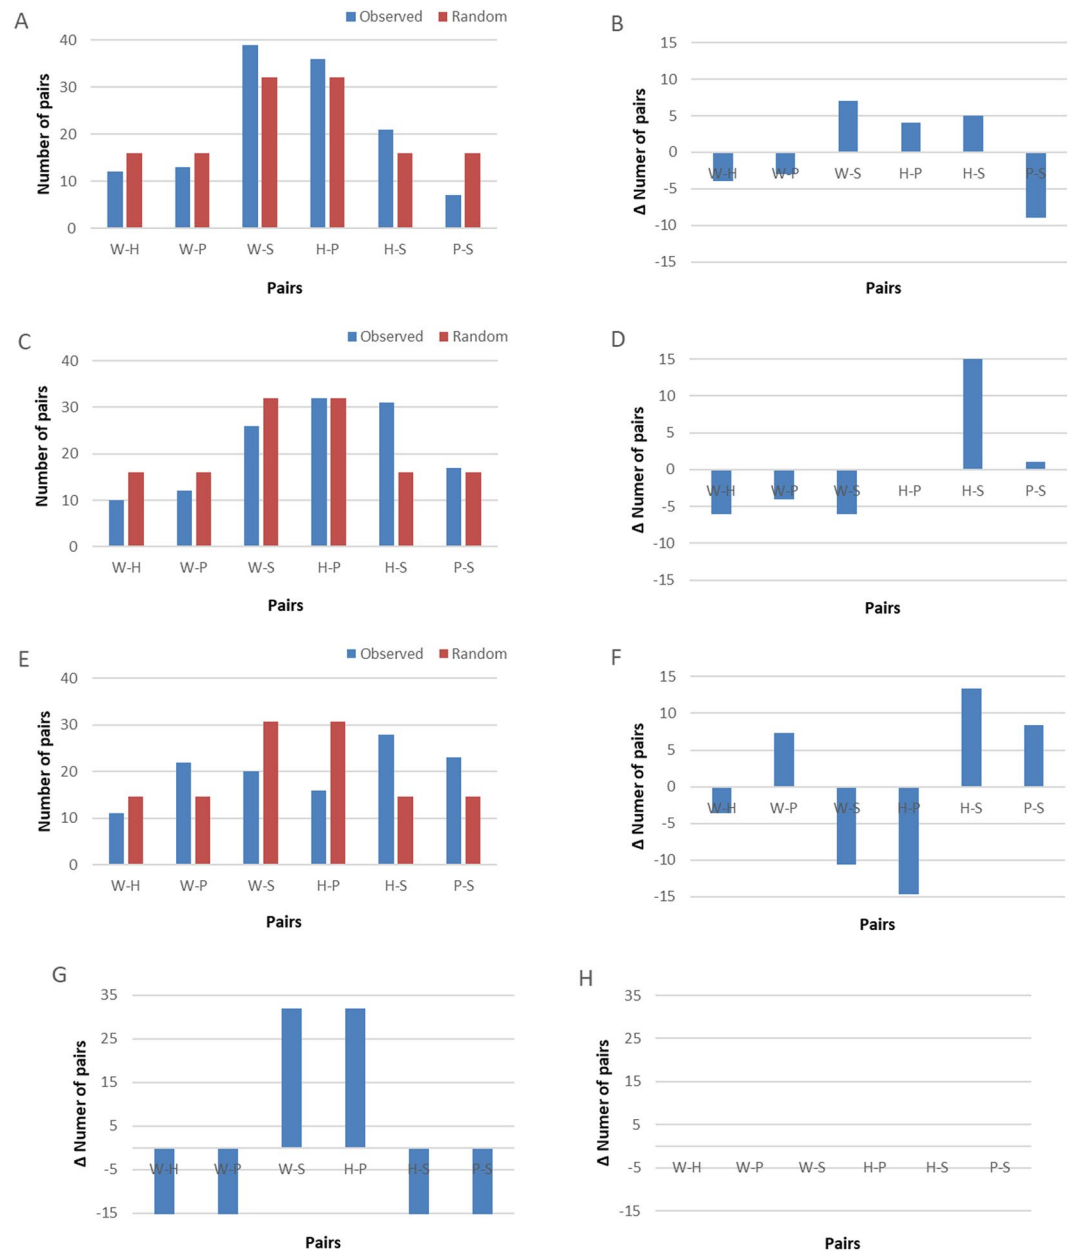 A
Observed Random
40
30
20
10
0
Number of pairs
W-H W-P W-S H-P H-S P-S
Pairs
B
15
10
5
0
-5
-10
-15
Δ Numer of pairs
W-H W-P W-S H-P H-S P-S
Pairs
C
Observed Random
40
30
20
10
0
Number of pairs
W-H W-P W-S H-P H-S P-S
Pairs
D
15
10
5
0
-5
-10
-15
Δ Numer of pairs
W-H W-P W-S H-P H-S P-S
Pairs
E
Observed Random
40
30
20
10
0
Number of pairs
W-H W-P W-S H-P H-S P-S
Pairs
F
15
10
5
0
-5
-10
-15
Δ Numer of pairs
W-H W-P W-S H-P H-S P-S
Pairs
G
35
25
15
5
-5
-15
Δ Numer of pairs
W-H W-P W-S H-P H-S P-S
Pairs
H
35
25
15
5
-5
-15
Δ Numer of pairs
W-H W-P W-S H-P H-S P-S
Pairs